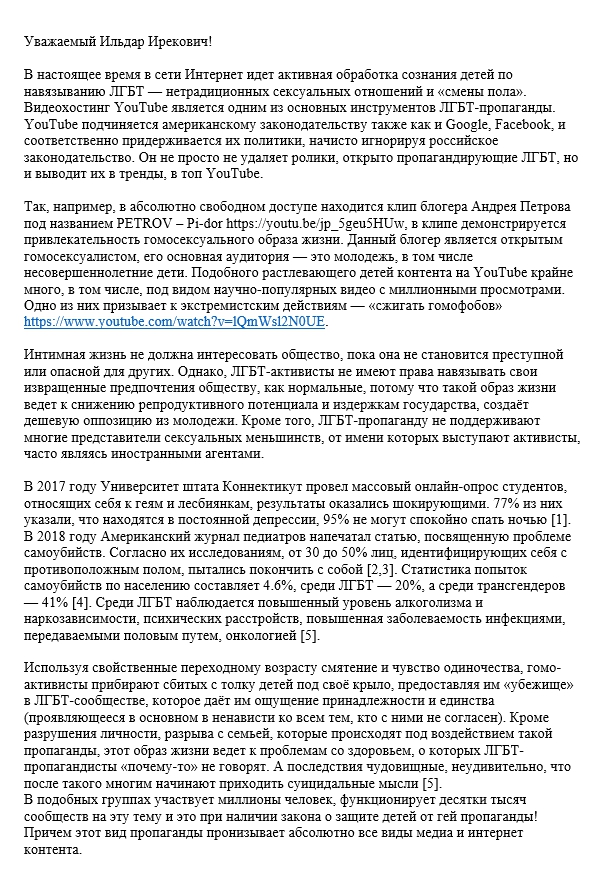 Уважаемый Ильдар Ирекович!
В настоящее время в сети Интернет идет активная обработка сознания детей по
навязыванию ЛГБТ — нетрадиционных сексуальных отношений и «смены пола».
Видеохостинг YouTube является одним из основных инструментов ЛГБТ-пропаганды.
YouTube подчиняется американскому законодательству также как и Google, Facebook, и
соответственно придерживается их политики, начисто игнорируя российское
законодательство. Он не просто не удаляет ролики, открыто пропагандирующие ЛГБТ, но
и выводит их в тренды, в топ YouTube.
Так, например, в абсолютно свободном доступе находится клип блогера Андрея Петрова
под названием PETROV – Pi-dor https://youtu.be/jp_5geu5HUw, в клипе демонстрируется
привлекательность гомосексуального образа жизни. Данный блогер является открытым
гомосексуалистом, его основная аудитория — это молодежь, в том числе
несовершеннолетние дети. Подобного растлевающего детей контента на YouTube крайне
много, в том числе, под видом научно-популярных видео с миллионными просмотрами.
Одно из них призывает к экстремистским действиям — «сжигать гомофобов»
https://www.youtube.com/watch?v=lQmWsl2N0UE.
Интимная жизнь не должна интересовать общество, пока она не становится преступной
или опасной для других. Однако, ЛГБТ-активисты не имеют права навязывать свои
извращенные предпочтения обществу, как нормальные, потому что такой образ жизни
ведет к снижению репродуктивного потенциала и издержкам государства, создаёт
дешевую оппозицию из молодежи. Кроме того, ЛГБТ-пропаганду не поддерживают
многие представители сексуальных меньшинств, от имени которых выступают активисты,
часто являясь иностранными агентами.
В 2017 году Университет штата Коннектикут провел массовый онлайн-опрос студентов,
относящих себя к геям и лесбиянкам, результаты оказались шокирующими. 77% из них
указали, что находятся в постоянной депрессии, 95% не могут спокойно спать ночью [1].
В 2018 году Американский журнал педиатров напечатал статью, посвященную проблеме
самоубийств. Согласно их исследованиям, от 30 до 50% лиц, идентифицирующих себя с
противоположным полом, пытались покончить с собой [2,3]. Статистика попыток
самоубийств по населению составляет 4.6%, среди ЛГБТ — 20%, а среди трансгендеров
— 41% [4]. Среди ЛГБТ наблюдается повышенный уровень алкоголизма и
наркозависимости, психических расстройств, повышенная заболеваемость инфекциями,
передаваемыми половым путем, онкологией [5].
Используя свойственные переходному возрасту смятение и чувство одиночества, гомо-
активисты прибирают сбитых с толку детей под своё крыло, предоставляя им «убежище»
в ЛГБТ-сообществе, которое даёт им ощущение принадлежности и единства
(проявляющееся в основном в ненависти ко всем тем, кто с ними не согласен). Кроме
разрушения личности, разрыва с семьей, которые происходят под воздействием такой
пропаганды, этот образ жизни ведет к проблемам со здоровьем, о которых ЛГБТ-
пропагандисты «почему-то» не говорят. А последствия чудовищные, неудивительно, что
после такого многим начинают приходить суицидальные мысли [5].
В подобных группах участвует миллионы человек, функционирует десятки тысяч
сообществ на эту тему и это при наличии закона о защите детей от гей пропаганды!
Причем этот вид пропаганды пронизывает абсолютно все виды медиа и интернет
контента.